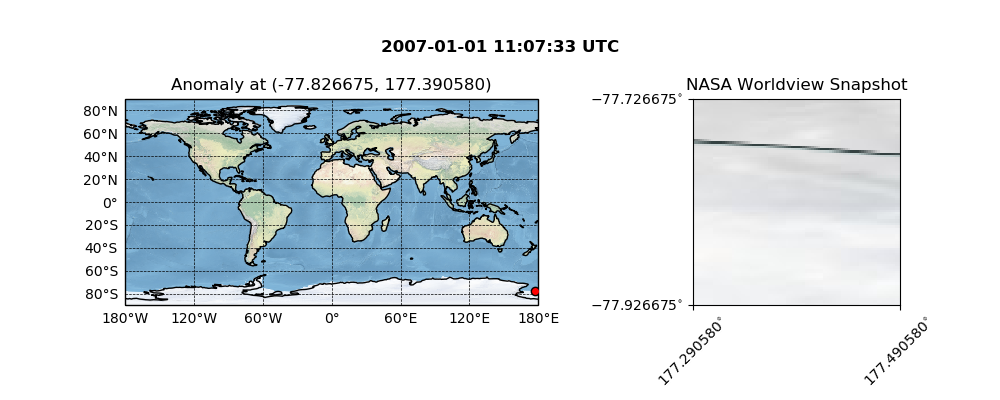 2007-01-01 11:07:33 UTC
Anomaly at (-77.826675, 177.390580)
80°N
60°N
40°N
20°N
0°
20°S
40°S
60°S
80°S
180°W 120°W 60°W 0° 60°E 120°E 180°E
NASA Worldview Snapshot
−77.726675°
−77.926675°
177.290580° 177.490580°